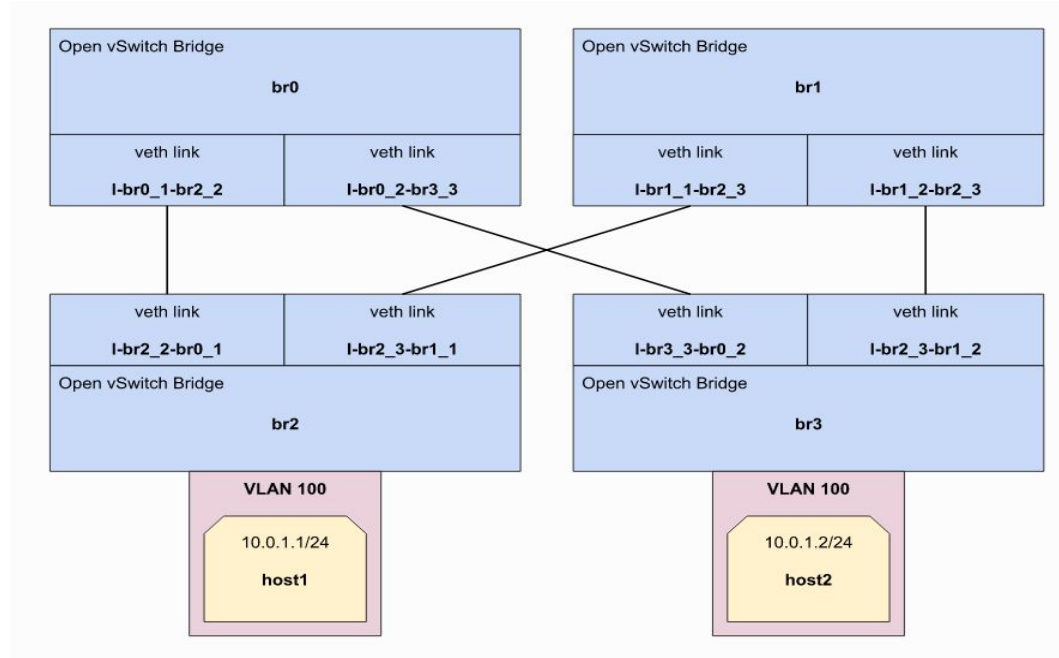 Open vSwitch Bridge
br0
veth link
l-br0_1-br2_2
veth link
l-br0_2-br3_3
Open vSwitch Bridge
br1
veth link
l-br1_1-br2_3
veth link
l-br1_2-br2_3
veth link
l-br2_2-br0_1
veth link
l-br2_3-br1_1
Open vSwitch Bridge
br2
veth link
l-br3_3-br0_2
veth link
l-br2_3-br1_2
Open vSwitch Bridge
br3
VLAN 100
10.0.1.1/24
host1
VLAN 100
10.0.1.2/24
host2